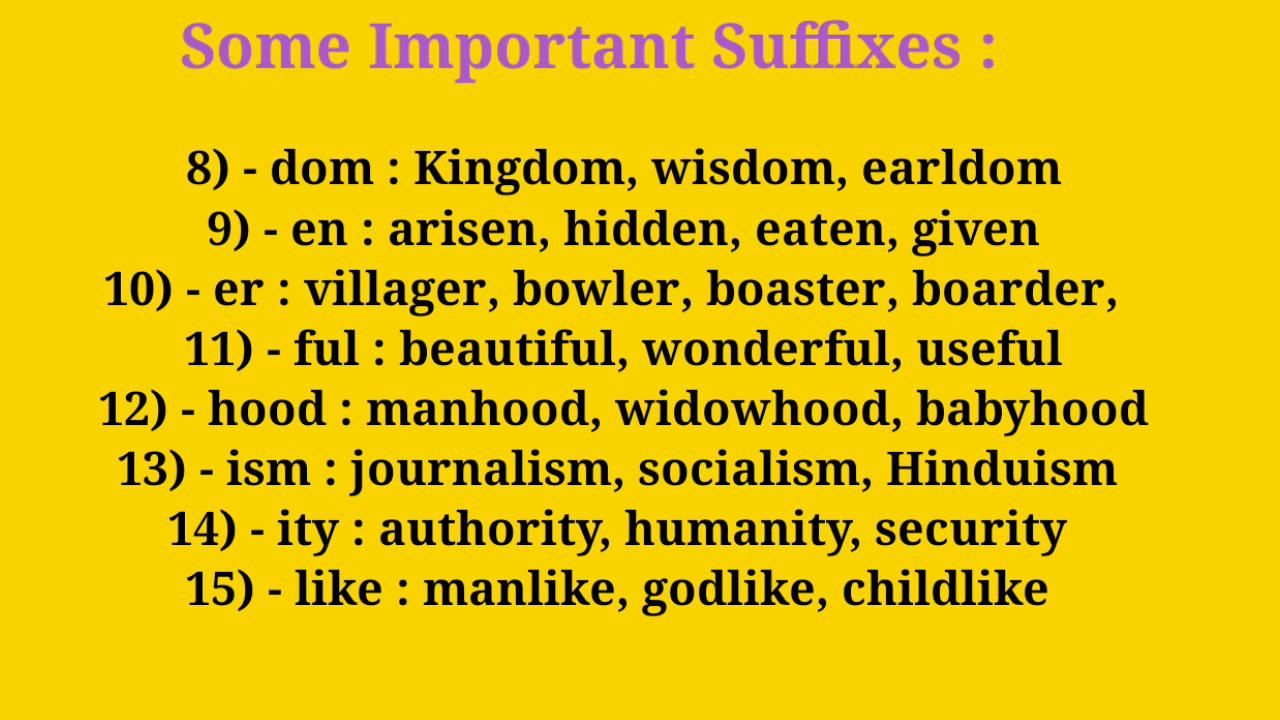 Some Important Suffixes :
8) - dom : Kingdom, wisdom, earldom
9) - en : arisen, hidden, eaten, given
10) - er : villager, bowler, boaster, boarder,
11) - ful : beautiful, wonderful, useful
12) - hood : manhood, widowhood, babyhood
13) - ism : journalism, socialism, Hinduism
14) - ity : authority, humanity, security
15) - like : manlike, godlike, childlike